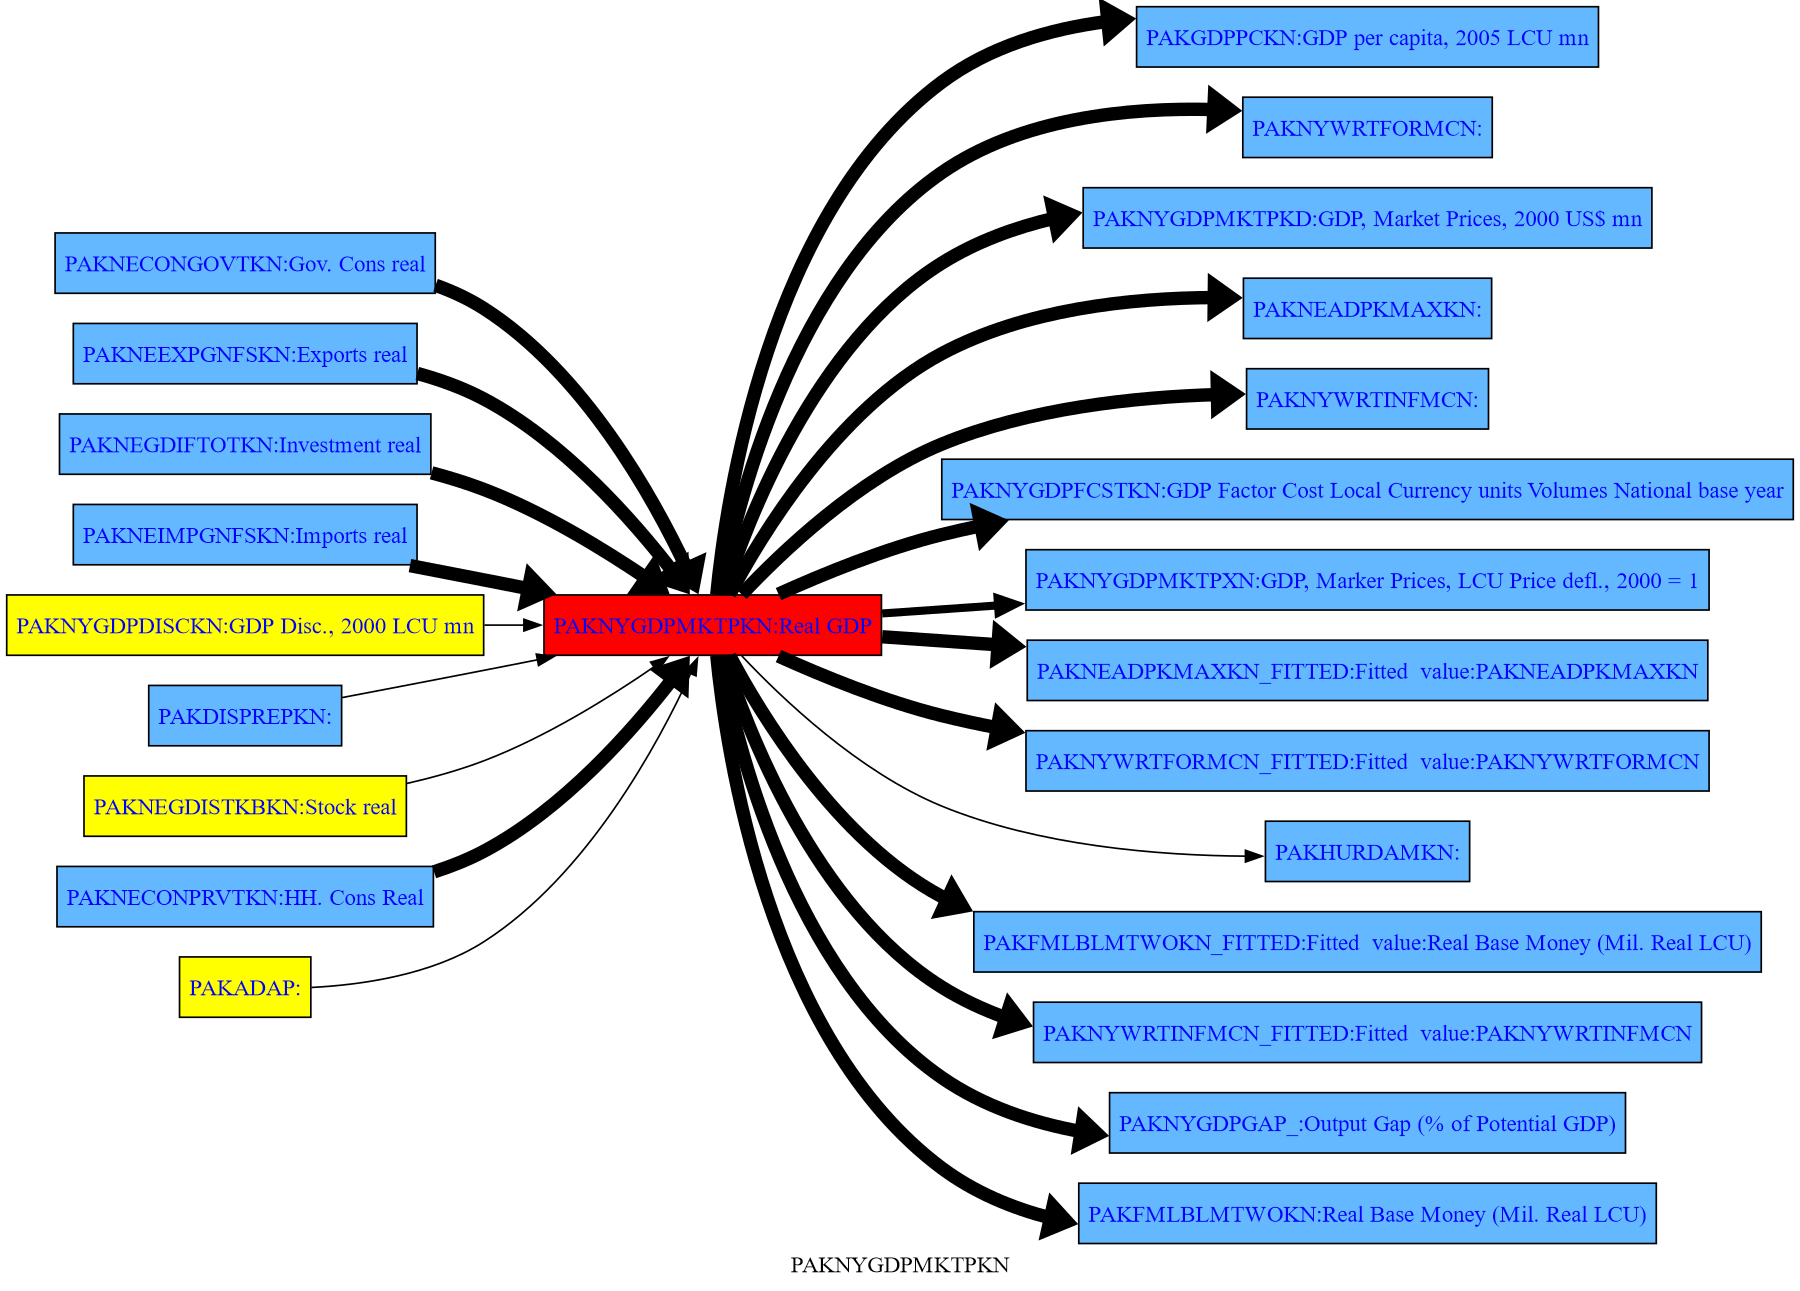 PAKNECONGOVTKN:Gov. Cons real
PAKNEEXPGNFSKN:Exports real
PAKNEGDIFTOTKN:Investment real
PAKNEIMPGNFSKN:Imports real
PAKNYGDPDISCKN:GDP Disc., 2000 LCU mn
PAKDISPREPKN:
PAKNEGDISTKBKN:Stock real
PAKNECONPRVTKN:HH. Cons Real
PAKADAP:
PAKNYGDPMKTPKN:Real GDP
PAKGDPPCKN:GDP per capita, 2005 LCU mn
PAKNYWRTFORMCN:
PAKNYGDPMKTPKD:GDP, Market Prices, 2000 US$ mn
PAKNEADPKMAXKN:
PAKNYWRTINFMCN:
PAKNYGDPFCSTKN:GDP Factor Cost Local Currency units Volumes National base year
PAKNYGDPMKTPXN:GDP, Marker Prices, LCU Price defl., 2000 = 1
PAKNEADPKMAXKN_FITTED:Fitted  value:PAKNEADPKMAXKN
PAKNYWRTFORMCN_FITTED:Fitted  value:PAKNYWRTFORMCN
PAKHURDAMKN:
PAKFMLBLMTWOKN_FITTED:Fitted  value:Real Base Money (Mil. Real LCU)
PAKNYWRTINFMCN_FITTED:Fitted  value:PAKNYWRTINFMCN
PAKNYGDPGAP_:Output Gap (% of Potential GDP)
PAKFMLBLMTWOKN:Real Base Money (Mil. Real LCU)
PAKNYGDPMKTPKN